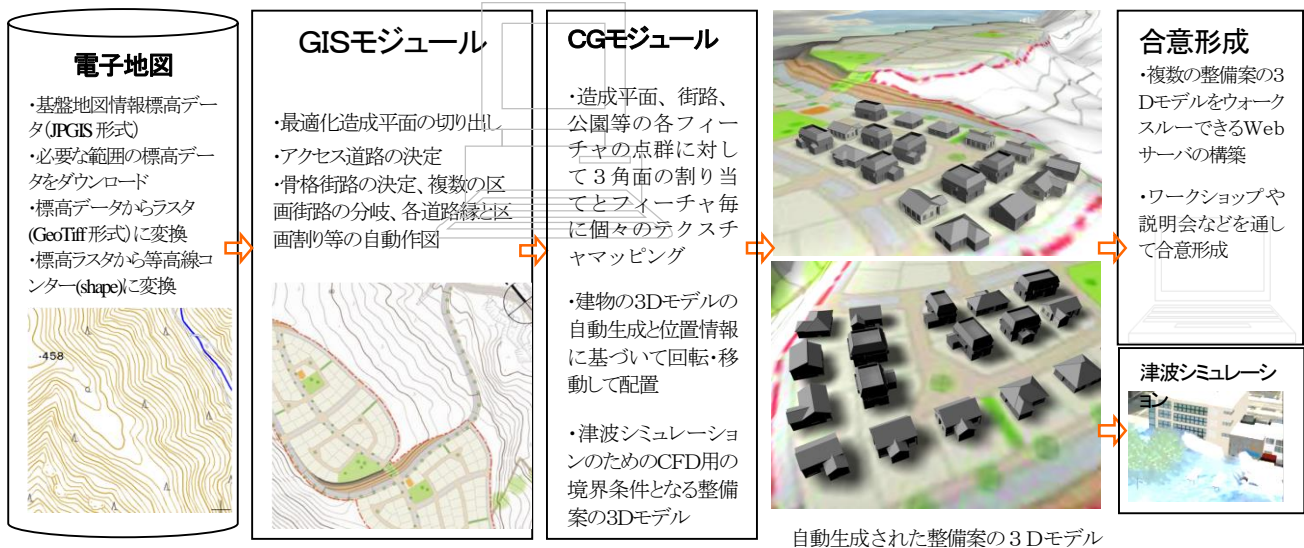 電子地図
・基盤地図情報標高デー
タ(JPGIS 形式)
・必要な範囲の標高デー
タをダウンロード
・標高データからラスタ
(GeoTiff 形式)に変換
・標高ラスタから等高線コ
ンター(shape)に変換
・458
GISモジュール
・最適化造成平面の切り出し
・アクセス道路の決定
・骨格街路の決定、複数の区
画街路の分岐、各道路縁と区
画割り等の自動作図
CGモジュール
・造成平面、街路、
公園等の各フィー
チャの点群に対し
て３角面の割り当
てとフィーチャ毎
に個々のテクスチ
ャマッピング
・建物の3Dモデルの
自動生成と位置情報
に基づいて回転・移
動して配置
・津波シミュレーショ
ンのためのCFD用の
境界条件となる整備
案の3Dモデル
自動生成された整備案の３Dモデル
合意形成
・複数の整備案の3
Dモデルをウォーク
スルーできるWeb
サーバの構築
・ワークショップや
説明会などを通し
て合意形成
津波シミュレーシ
ョン